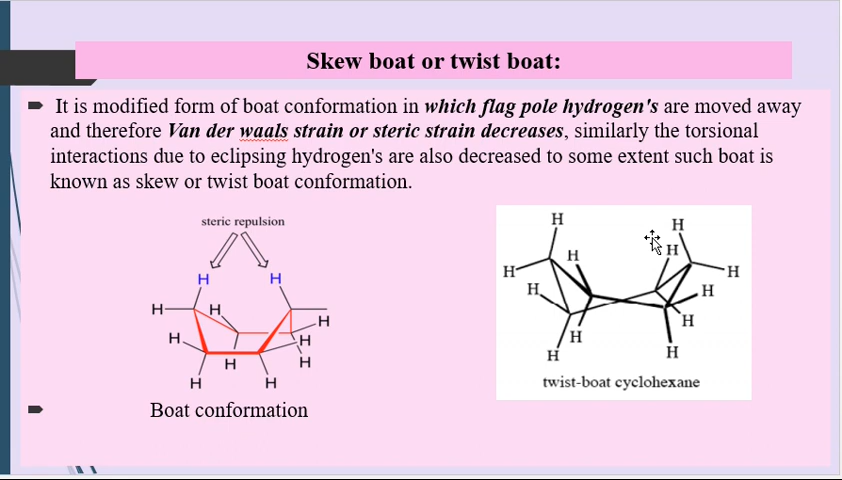 Skew boat or twist boat:
It is modified form of boat conformation in which flag pole hydrogen's are moved away
and therefore Van der waals strain or steric strain decreases, similarly the torsional
interactions due to eclipsing hydrogen's are also decreased to some extent such boat is
known as skew or twist boat conformation.
steric repulsion
H H
H H H
H H
H H
H H
Boat conformation
H H
H H H
H H
H H
H H
twist-boat cyclohexane